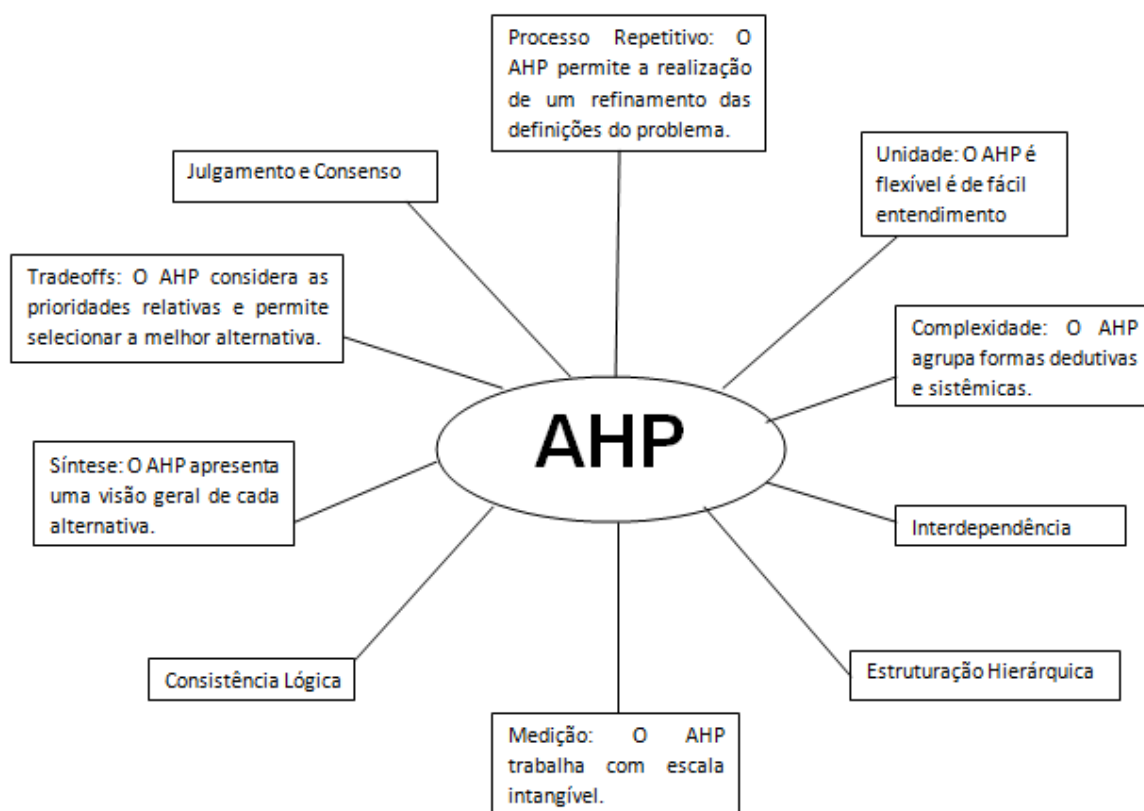 Processo Repetitivo: O
AHP permite a realização
de um refinamento das
definições do problema.
Julgamento e Consenso
Unidade: O AHP é
flexível é de fácil
entendimento
Tradeoffs: O AHP considera as
prioridades relativas e permite
selecionar a melhor alternativa.
Complexidade: O AHP
agrupa formas dedutivas
e sistêmicas.
AHP
Síntese: O AHP apresenta
uma visão geral de cada
alternativa.
Interdependência
Consistência Lógica
Estruturação Hierárquica
Medição: O AHP
trabalha com escala
intangível.